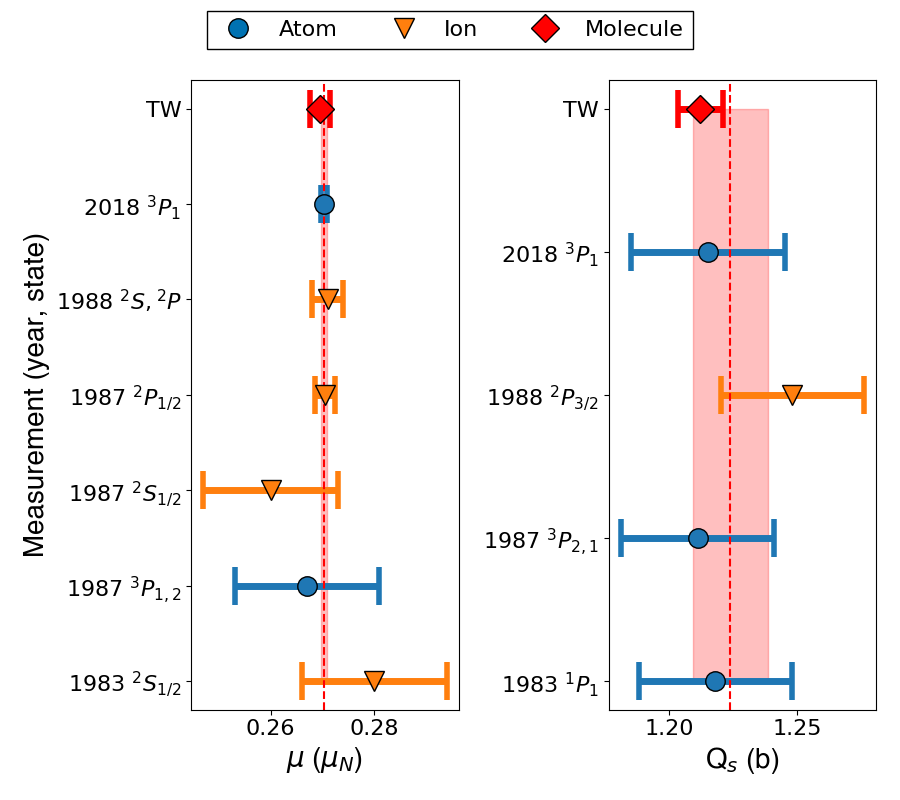 Atom Ion Molecule
Measurement (year, state)
TW
2018 ³P₁
1988 ²S, ²P
1987 ²P₁/₂
1987 ²S₁/₂
1987 ³P₁,₂
1983 ²S₁/₂
0.26 0.28
μ (μ_N)
TW
2018 ³P₁
1988 ²P₃/₂
1987 ³P₂,₁
1983 ¹P₁
1.20 1.25
Qₛ (b)